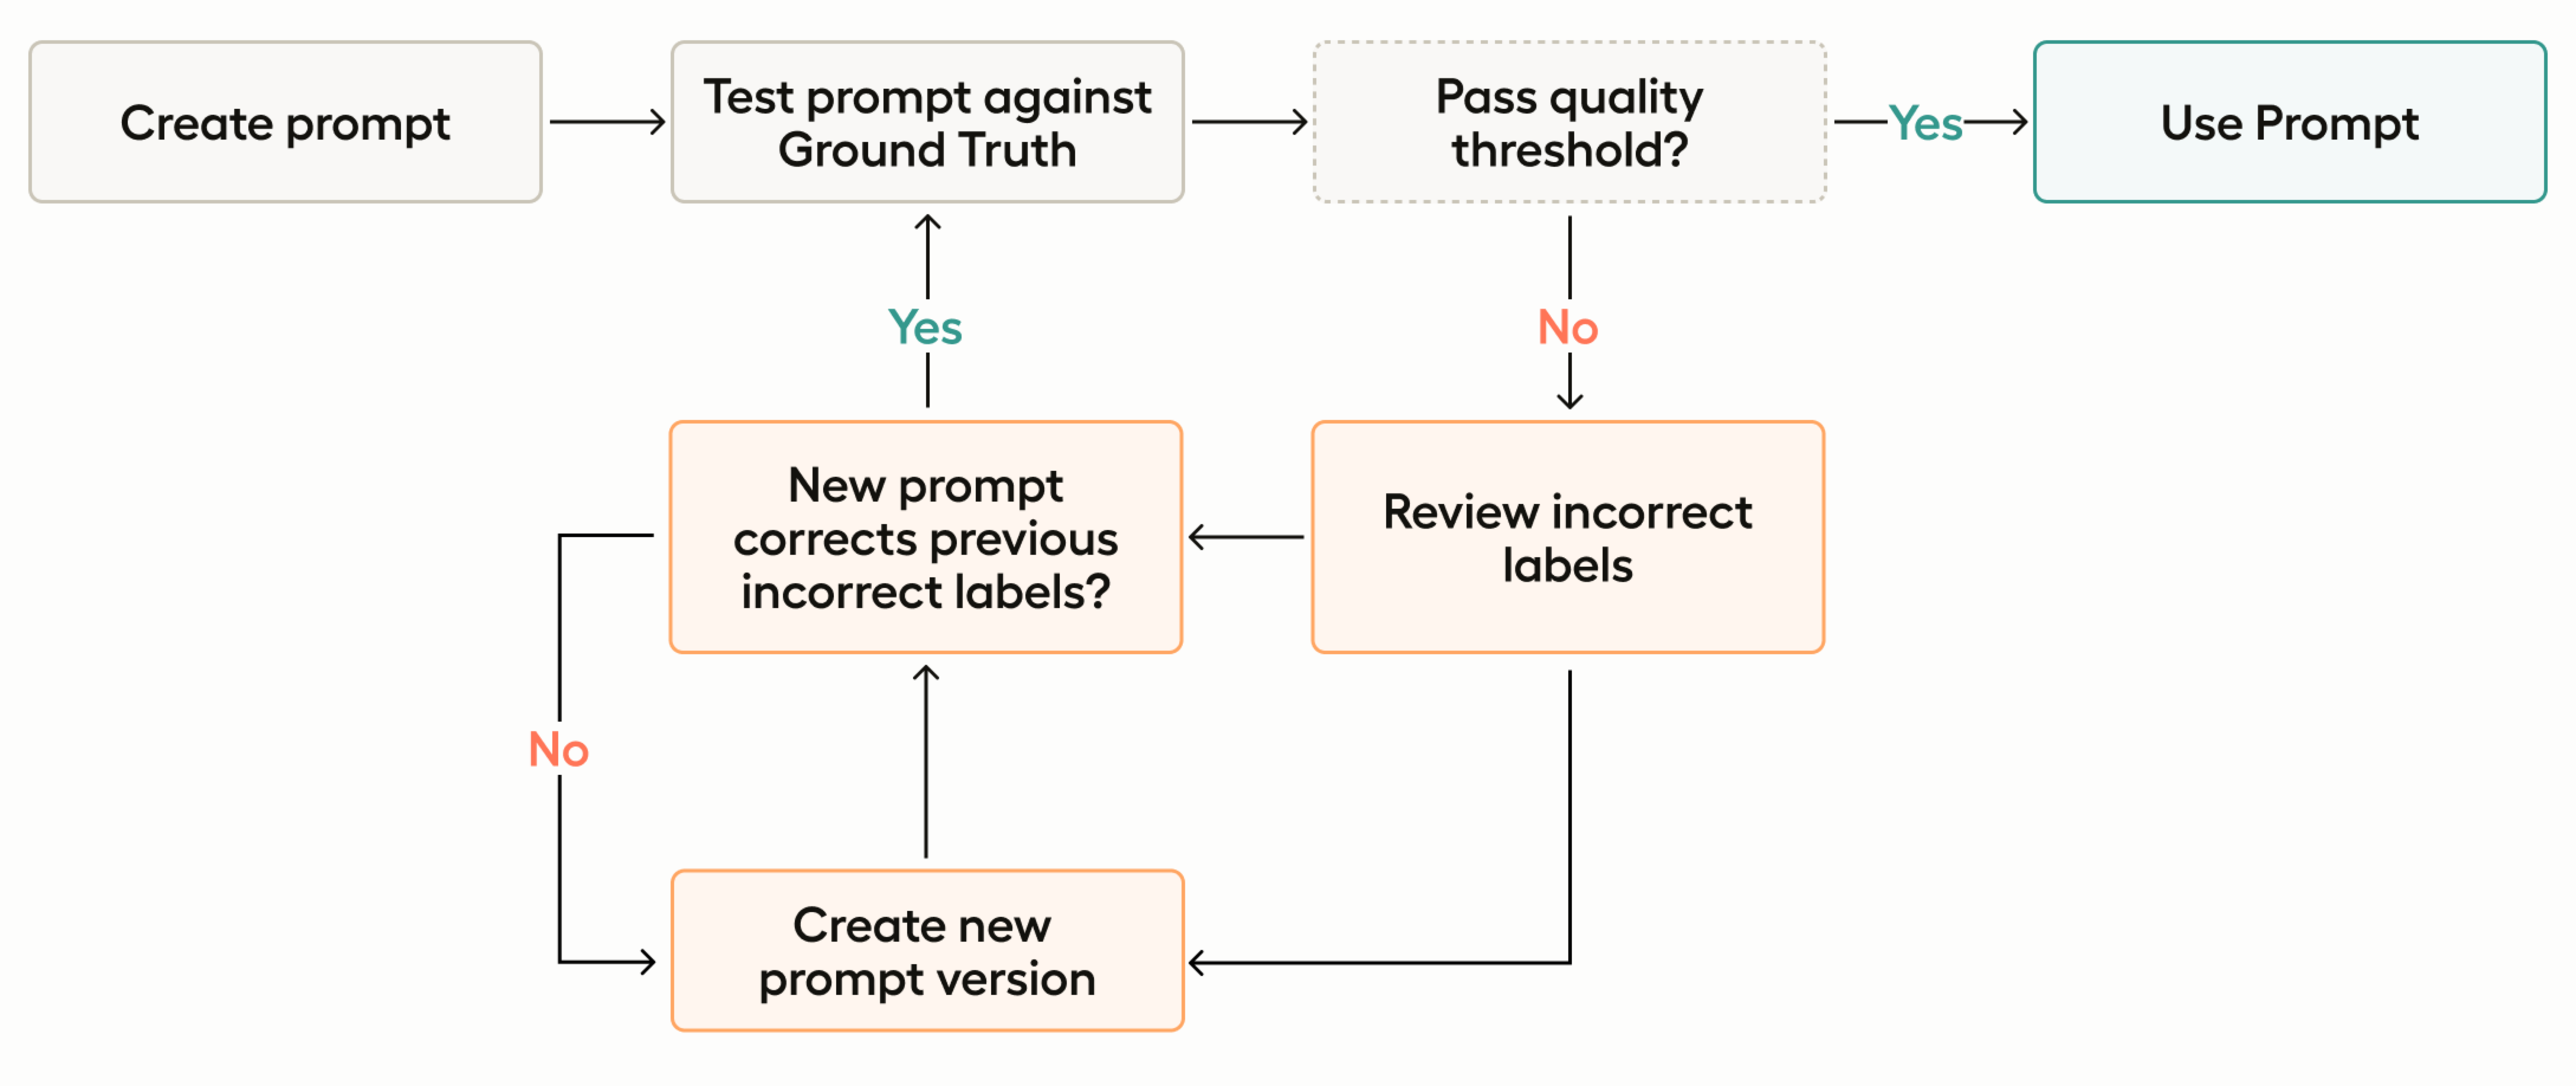 Create prompt
Test prompt against
Ground Truth
Pass quality
threshold?
Yes
Use Prompt
Yes
No
New prompt
corrects previous
incorrect labels?
Review incorrect
labels
No
Create new
prompt version